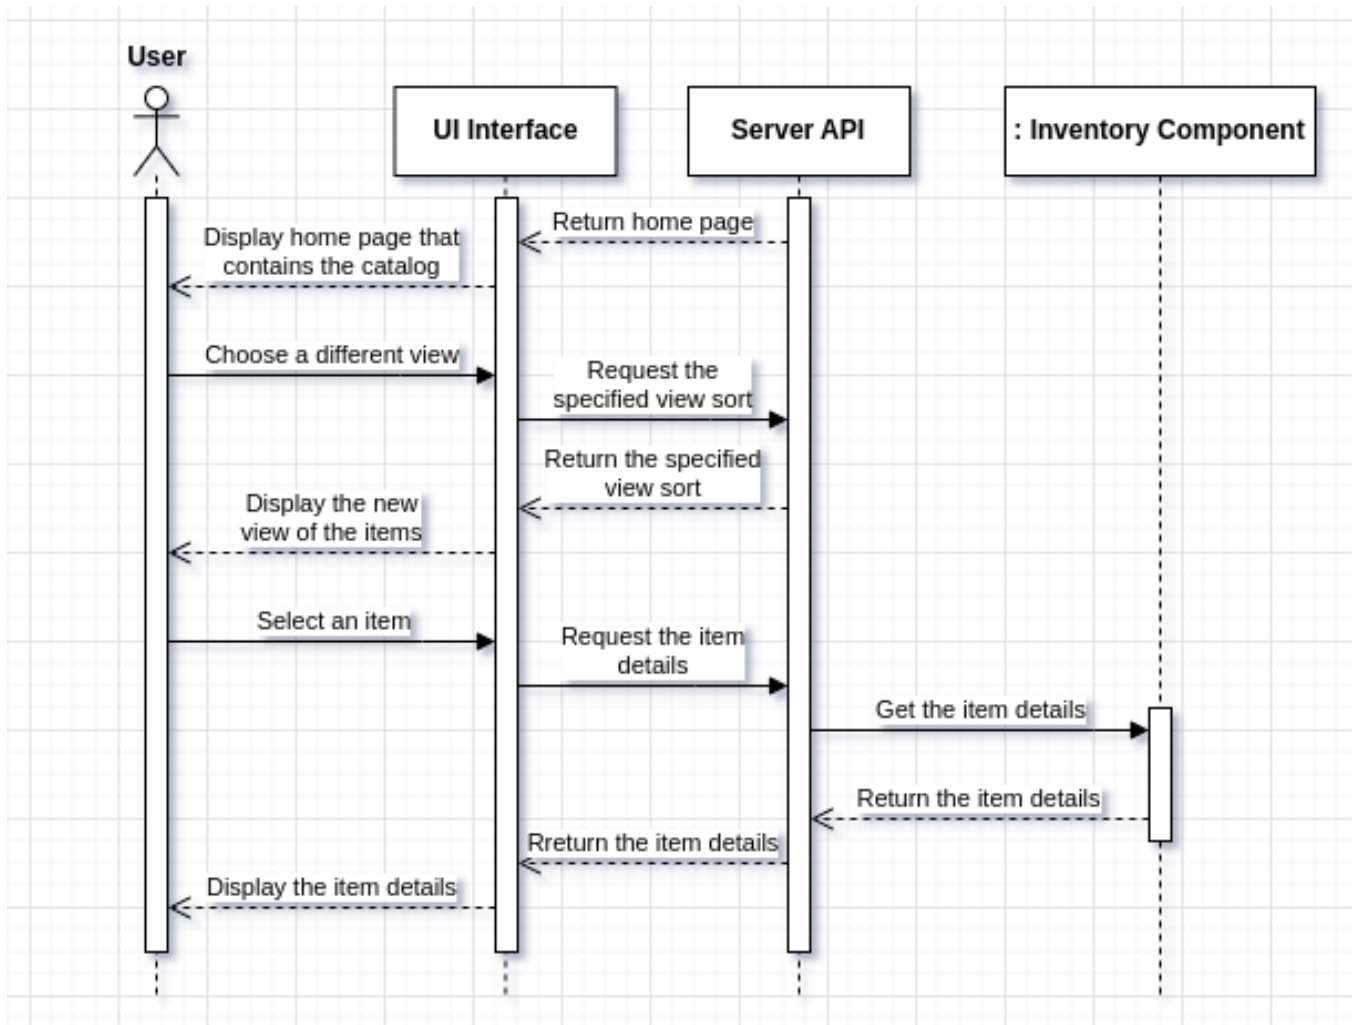 User
UI Interface
Server API
: Inventory Component
Return home page
Display home page that
contains the catalog
Choose a different view
Request the
specified view sort
Return the specified
view sort
Display the new
view of the items
Select an item
Request the item
details
Get the item details
Return the item details
Rreturn the item details
Display the item details